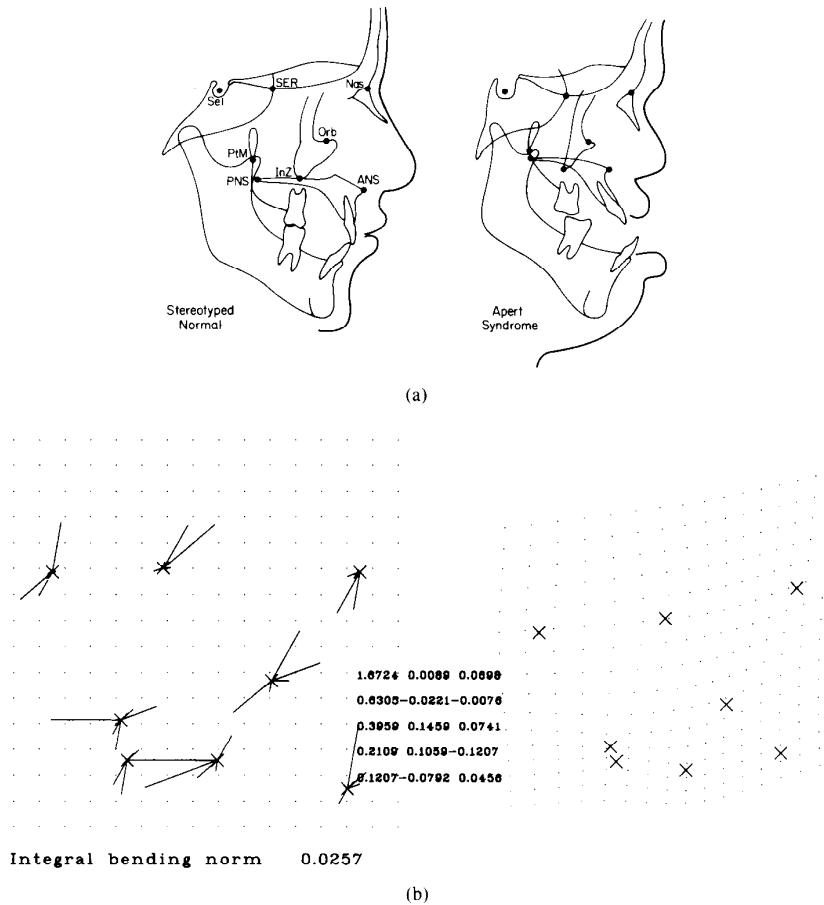 SER
Nas
Sel
Orb
PtM
InZ
PNS
ANS
Stereotyped
Normal
Apert
Syndrome
(a)
1.6724 0.0089 0.0698
0.6305-0.0221-0.0076
0.3959 0.1459 0.0741
0.2109 0.1059-0.1207
0.1207-0.0792 0.0456
Integral bending norm 0.0257
(b)